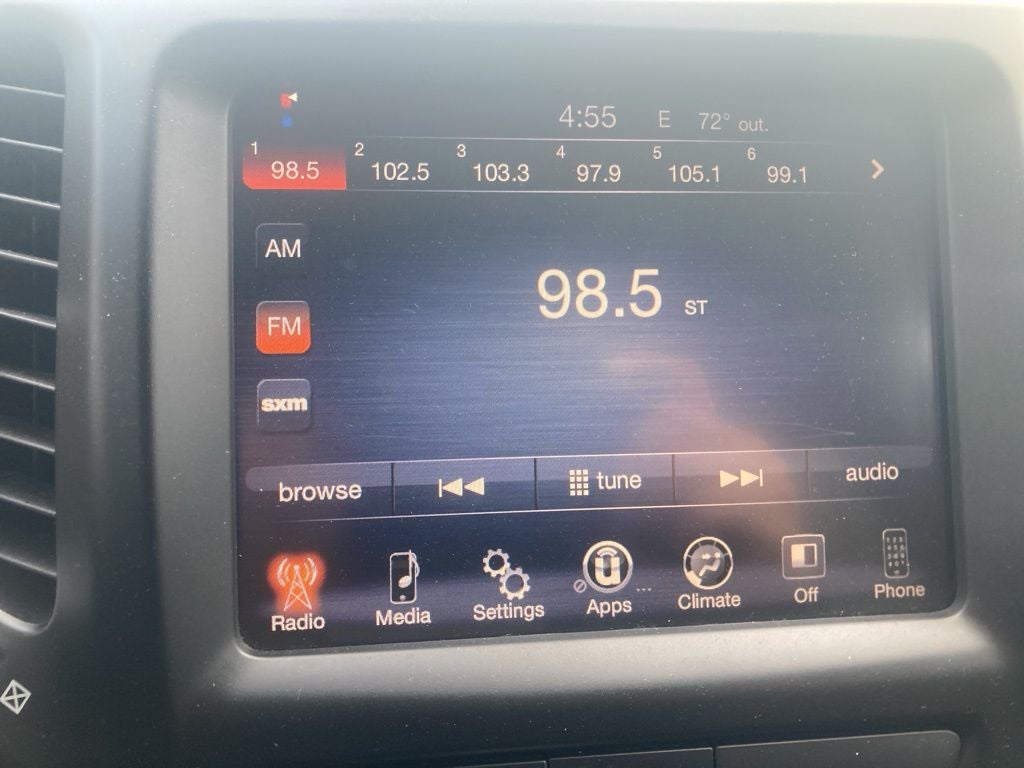 4:55 E 72° out.
1 98.5 2 102.5 3 103.3 4 97.9 5 105.1 6 99.1
AM
98.5 ST
FM
sxm
browse tune audio
Radio Media Settings Apps ... Climate Off Phone